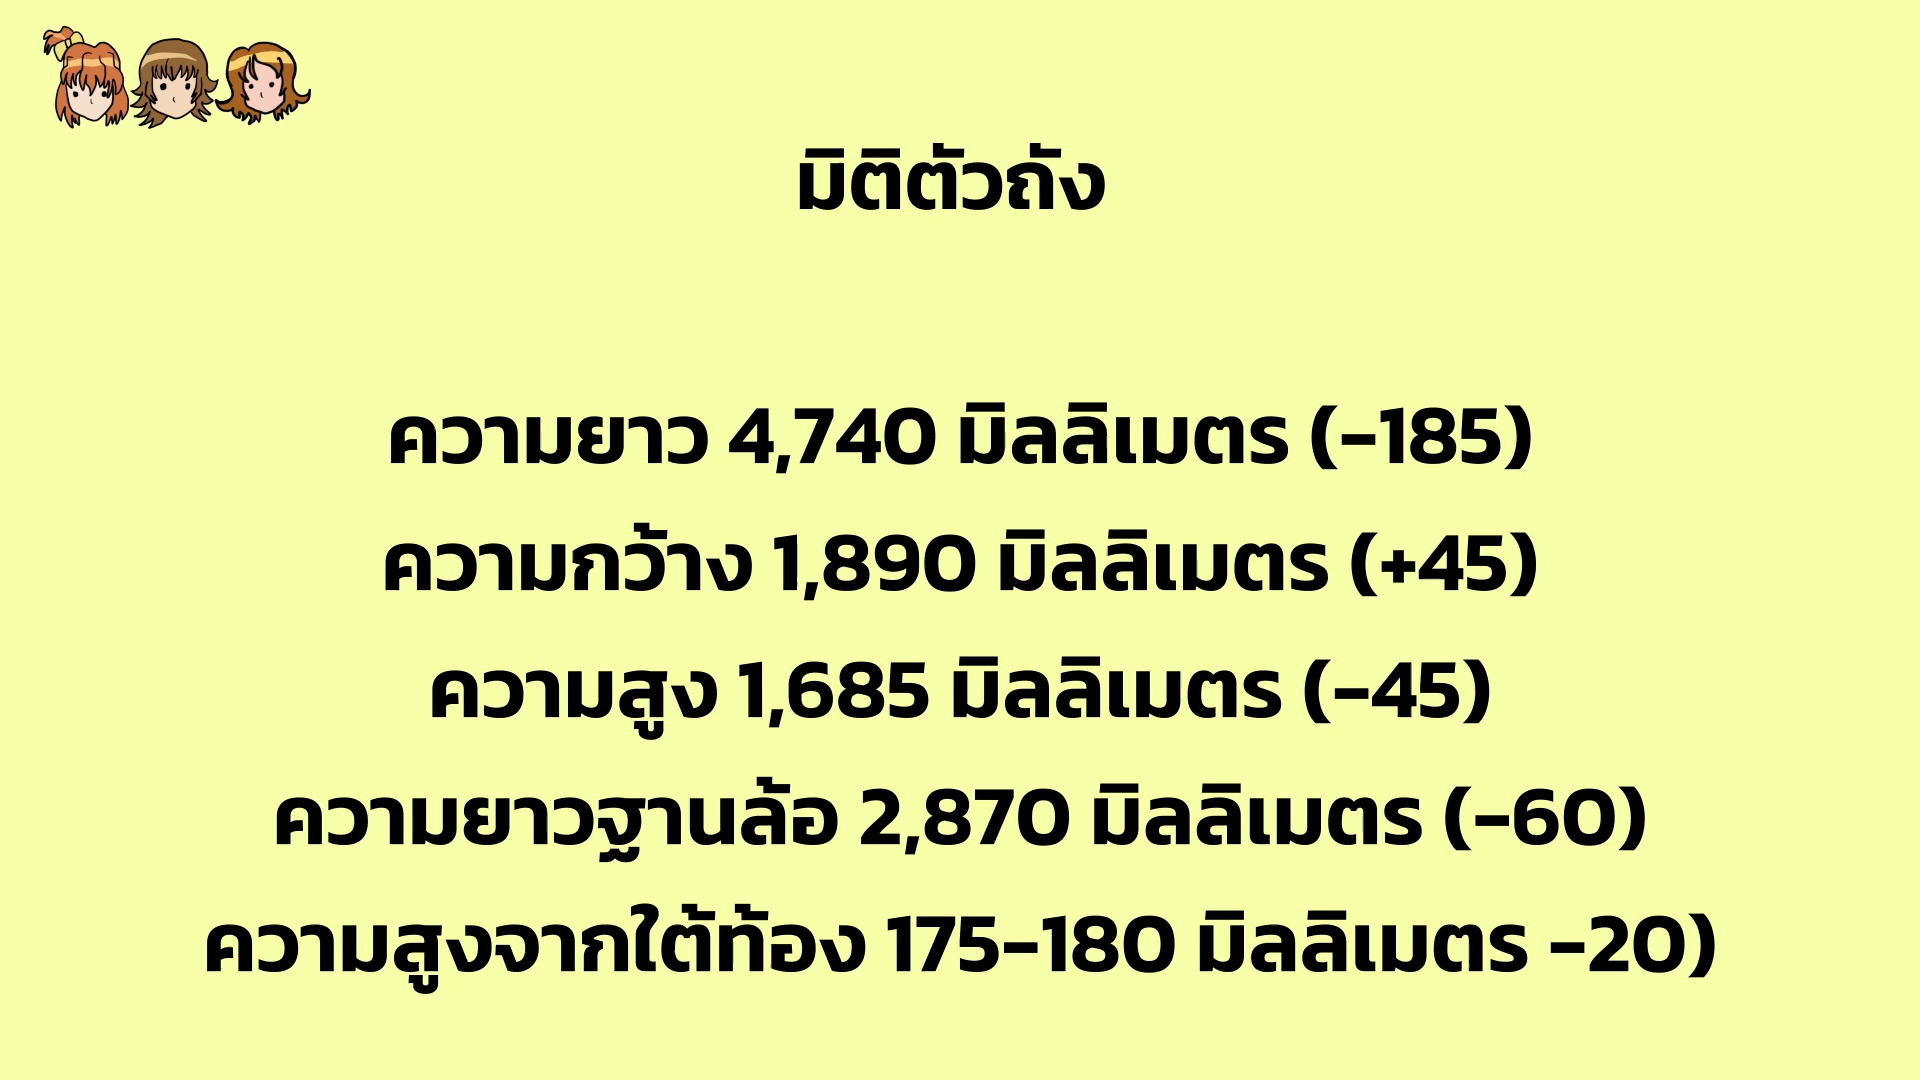 มิติตัวถัง
ความยาว 4,740 มิลลิเมตร (-185)
ความกว้าง 1,890 มิลลิเมตร (+45)
ความสูง 1,685 มิลลิเมตร (-45)
ความยาวฐานล้อ 2,870 มิลลิเมตร (-60)
ความสูงจากใต้ท้อง 175-180 มิลลิเมตร -20)